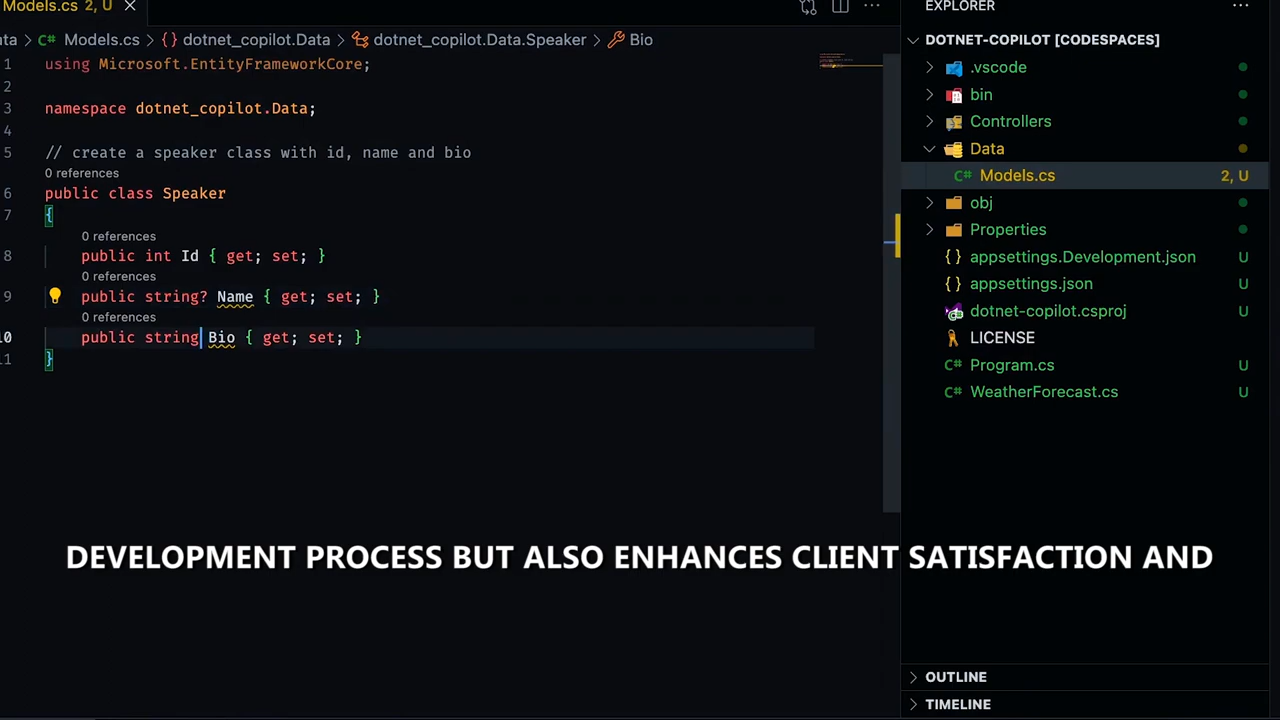 Models.cs 2, U
EXPLORER
ta > Models.cs > {} dotnet_copilot.Data > dotnet_copilot.Data.Speaker > Bio
1 using Microsoft.EntityFrameworkCore;
2
3 namespace dotnet_copilot.Data;
4
5 // create a speaker class with id, name and bio
0 references
6 public class Speaker
7 {
0 references
8 public int Id { get; set; }
0 references
9 public string? Name { get; set; }
0 references
10 public string Bio { get; set; }
11 }
DOTNET-COPILOT [CODESPACES]
.vscode
bin
Controllers
Data
C# Models.cs 2, U
obj
Properties
{} appsettings.Development.json U
{} appsettings.json U
dotnet-copilot.csproj U
LICENSE
C# Program.cs U
C# WeatherForecast.cs U
DEVELOPMENT PROCESS BUT ALSO ENHANCES CLIENT SATISFACTION AND
OUTLINE
TIMELINE